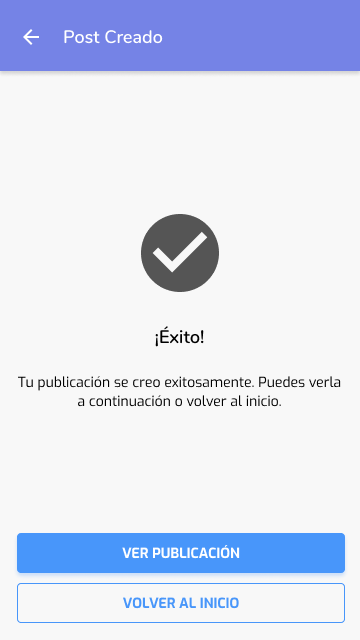 Post Creado
¡Éxito!
Tu publicación se creo exitosamente. Puedes verla
a continuación o volver al inicio.
VER PUBLICACIÓN
VOLVER AL INICIO